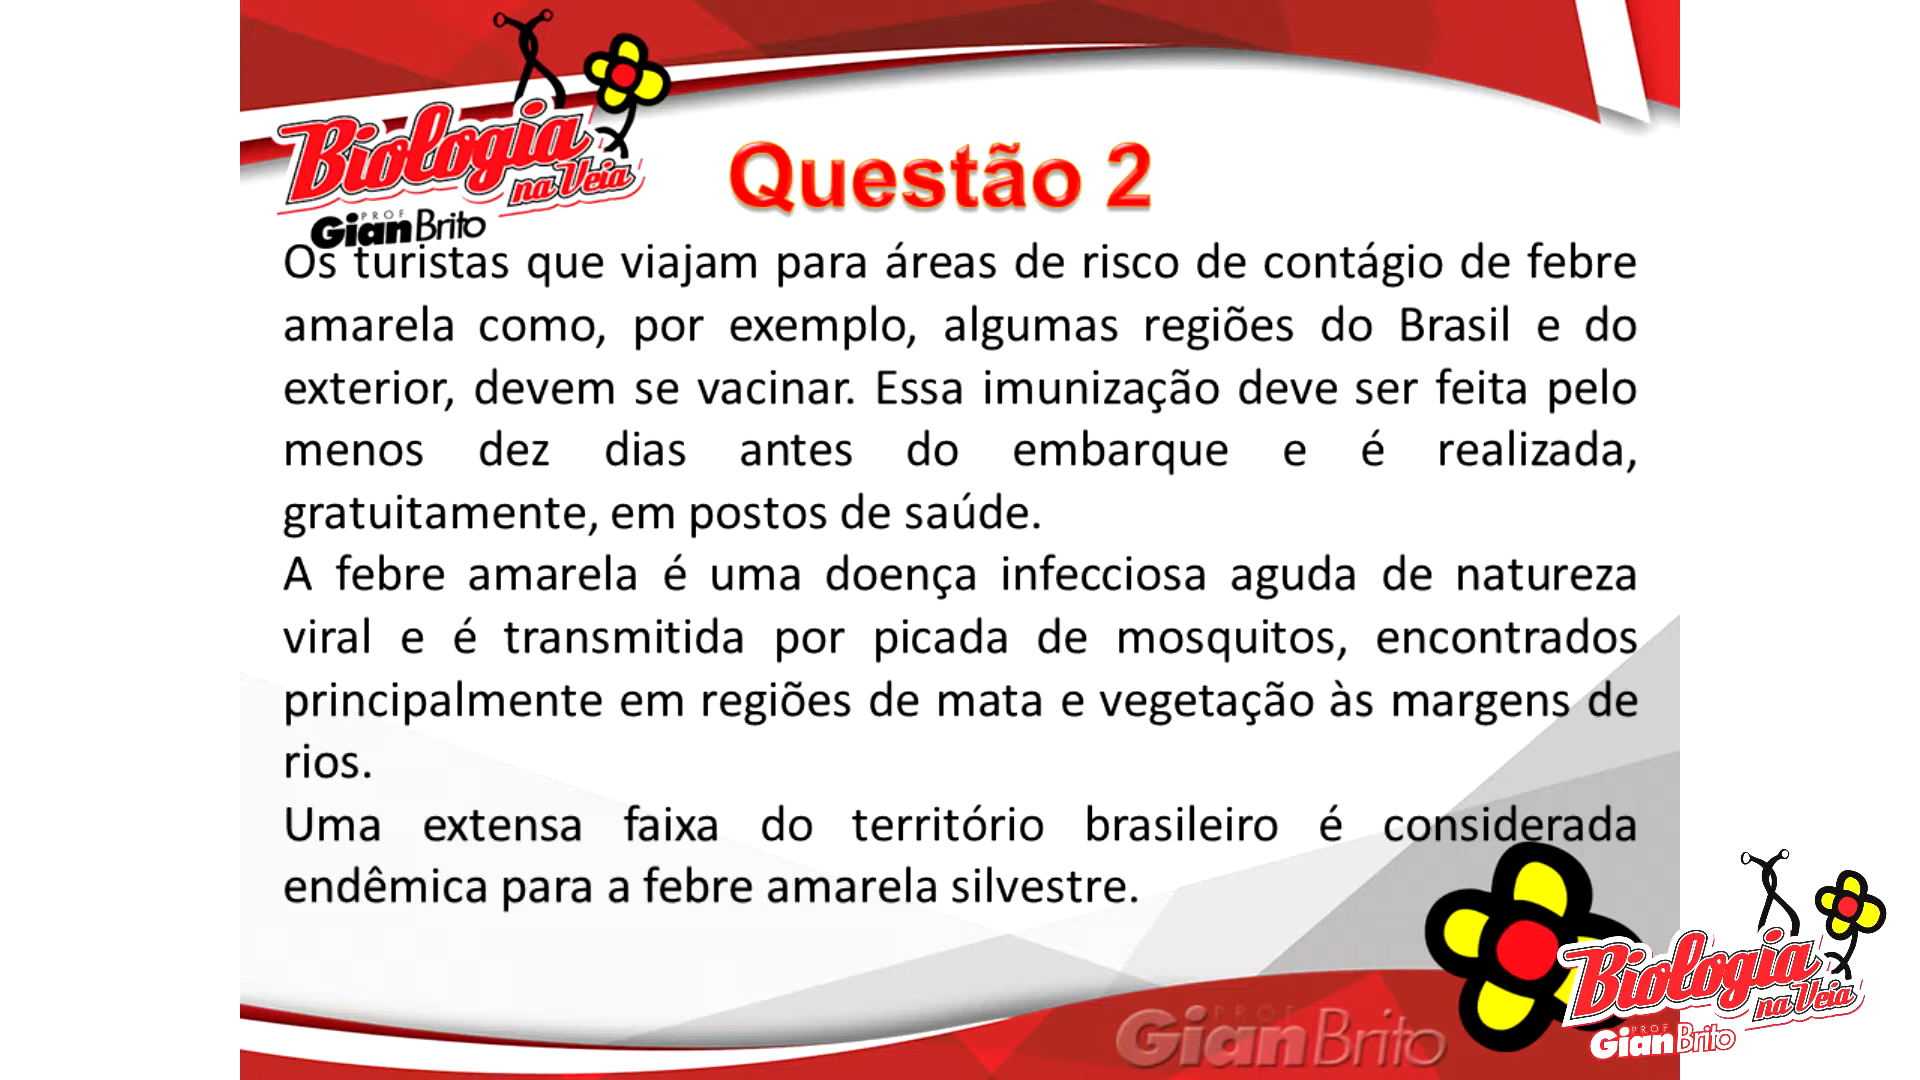 Biologia
na Veia
PROF
Gian Brito
Questão 2
Os turistas que viajam para áreas de risco de contágio de febre
amarela como, por exemplo, algumas regiões do Brasil e do
exterior, devem se vacinar. Essa imunização deve ser feita pelo
menos dez dias antes do embarque e é realizada,
gratuitamente, em postos de saúde.
A febre amarela é uma doença infecciosa aguda de natureza
viral e é transmitida por picada de mosquitos, encontrados
principalmente em regiões de mata e vegetação às margens de
rios.
Uma extensa faixa do território brasileiro é considerada
endêmica para a febre amarela silvestre.
PROF
Gian Brito
Biologia
na Veia
PROF
Gian Brito